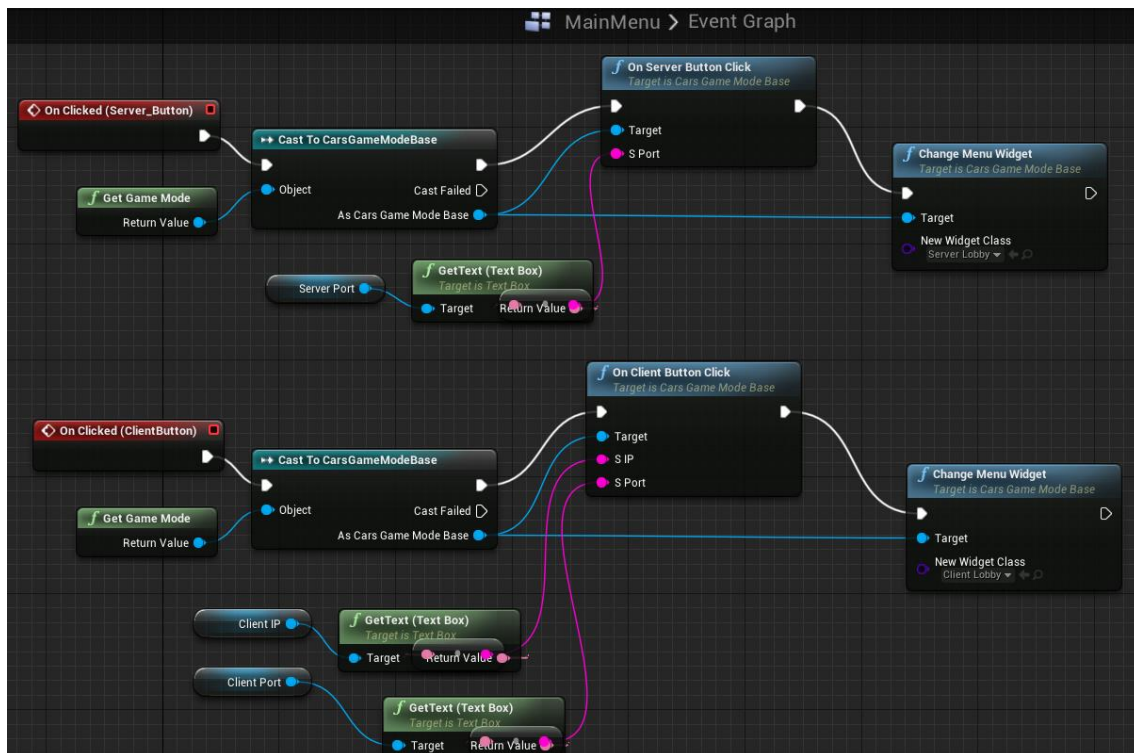 MainMenu > Event Graph
On Server Button Click
Target is Cars Game Mode Base
Target
S Port
On Clicked (Server_Button)
Cast To CarsGameModeBase
Object
Cast Failed
As Cars Game Mode Base
Get Game Mode
Return Value
Change Menu Widget
Target is Cars Game Mode Base
Target
New Widget Class
Server Lobby
Server Port
GetText (Text Box)
Target is Text Box
Target
Return Value
On Client Button Click
Target is Cars Game Mode Base
Target
S IP
S Port
On Clicked (ClientButton)
Cast To CarsGameModeBase
Object
Cast Failed
As Cars Game Mode Base
Get Game Mode
Return Value
Change Menu Widget
Target is Cars Game Mode Base
Target
New Widget Class
Client Lobby
Client IP
GetText (Text Box)
Target is Text Box
Target
Return Value
Client Port
GetText (Text Box)
Target is Text Box
Target
Return Value